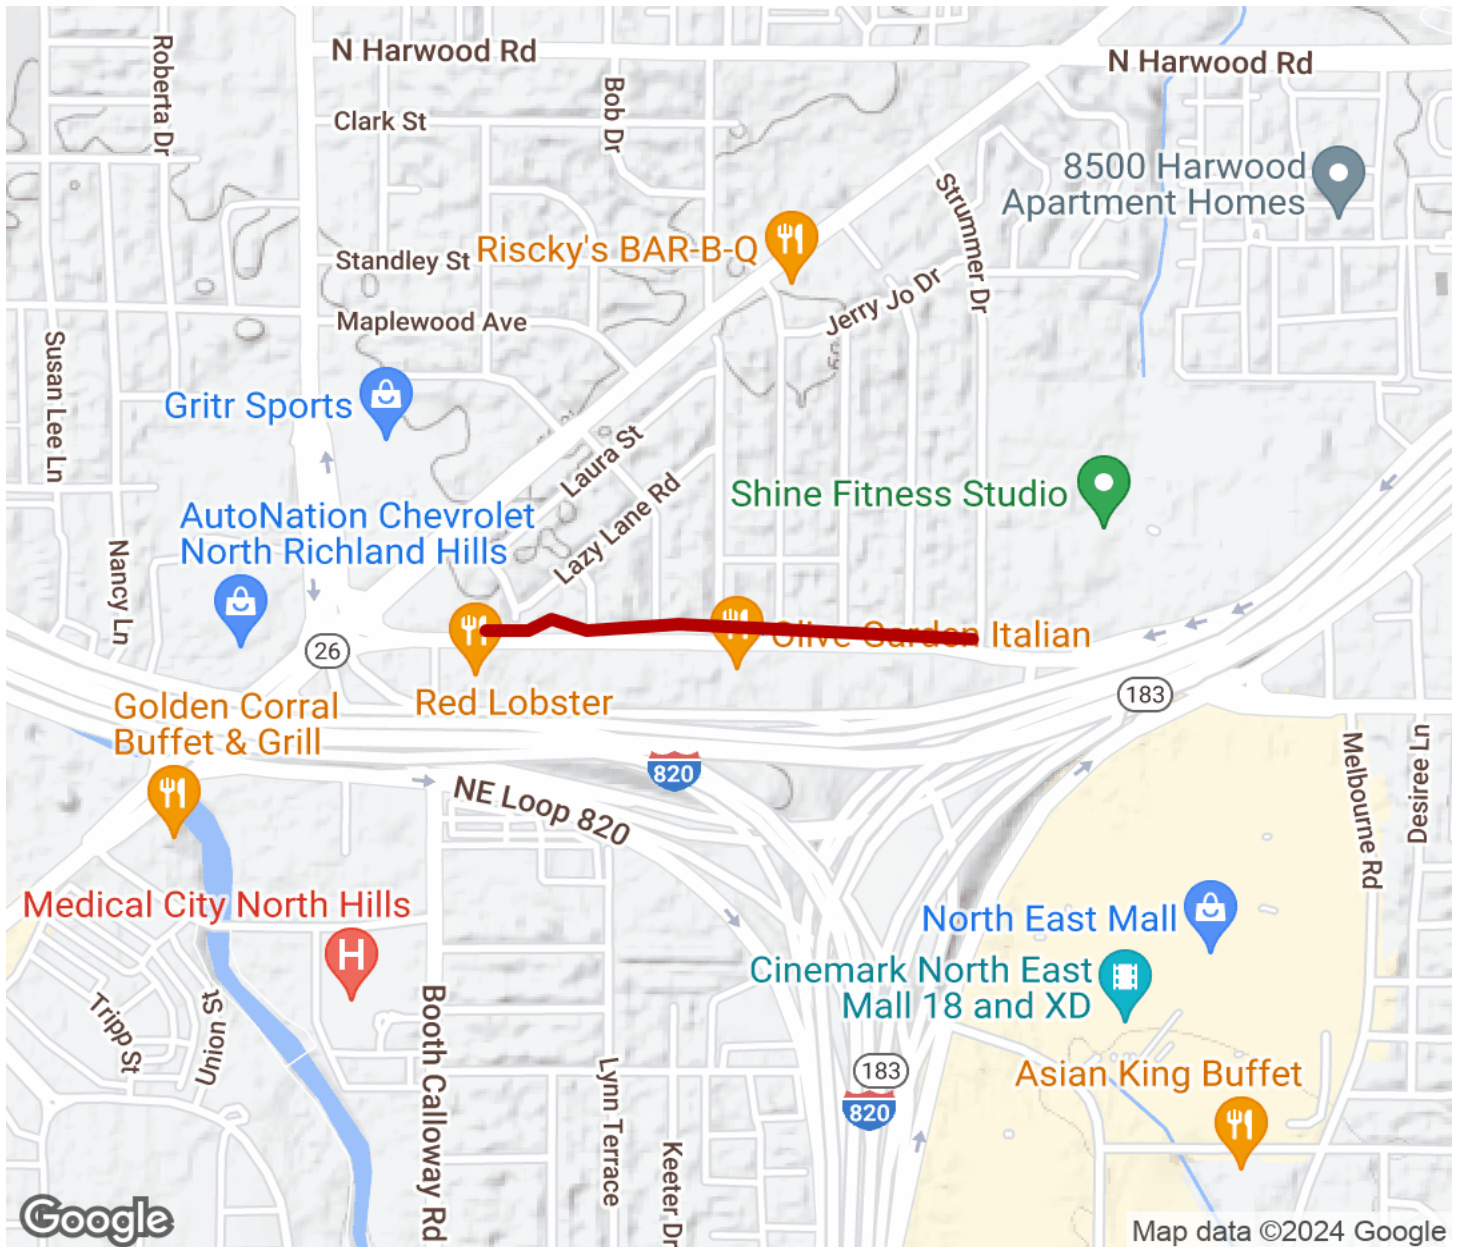 N Harwood Rd
N Harwood Rd
Roberta Dr
Bob Dr
Clark St
8500 Harwood
Apartment Homes
Strummer Dr
Riscky's BAR-B-Q
Standley St
Jerry Jo Dr
Maplewood Ave
Susan Lee Ln
Gritr Sports
Laura St
Lazy Lane Rd
Shine Fitness Studio
AutoNation Chevrolet
North Richland Hills
Nancy Ln
26
Olive Garden Italian
Red Lobster
183
Golden Corral
Buffet & Grill
820
NE Loop 820
Melbourne Rd
Desiree Ln
Medical City North Hills
H
North East Mall
Cinemark North East
Mall 18 and XD
Tripp St
Union St
Booth Calloway Rd
Lynn Terrace
Keeter Dr
183
820
Asian King Buffet
Google
Map data ©2024 Google